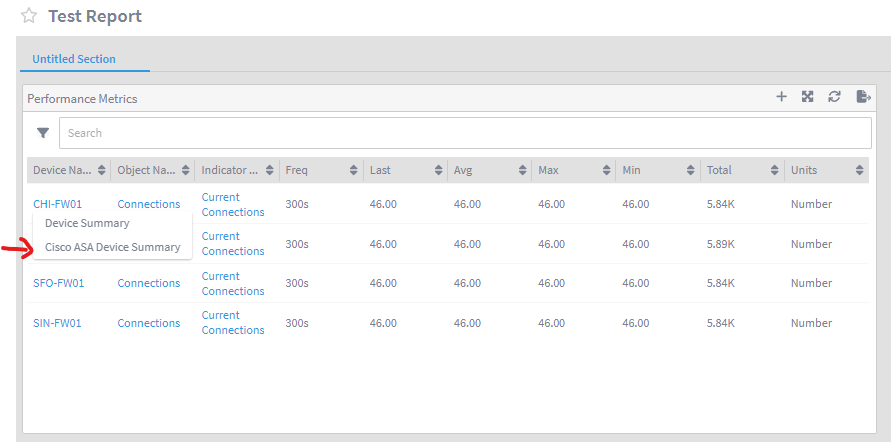 Test Report
Untitled Section
Performance Metrics
Search
Device Na... Object Na... Indicator ... Freq Last Avg Max Min Total Units
CHI-FW01 Connections Current Connections 300s 46.00 46.00 46.00 46.00 5.84K Number
Device Summary
Cisco ASA Device Summary
Current Connections 300s 46.00 46.00 46.00 46.00 5.89K Number
SFO-FW01 Connections Current Connections 300s 46.00 46.00 46.00 46.00 5.84K Number
SIN-FW01 Connections Current Connections 300s 46.00 46.00 46.00 46.00 5.84K Number